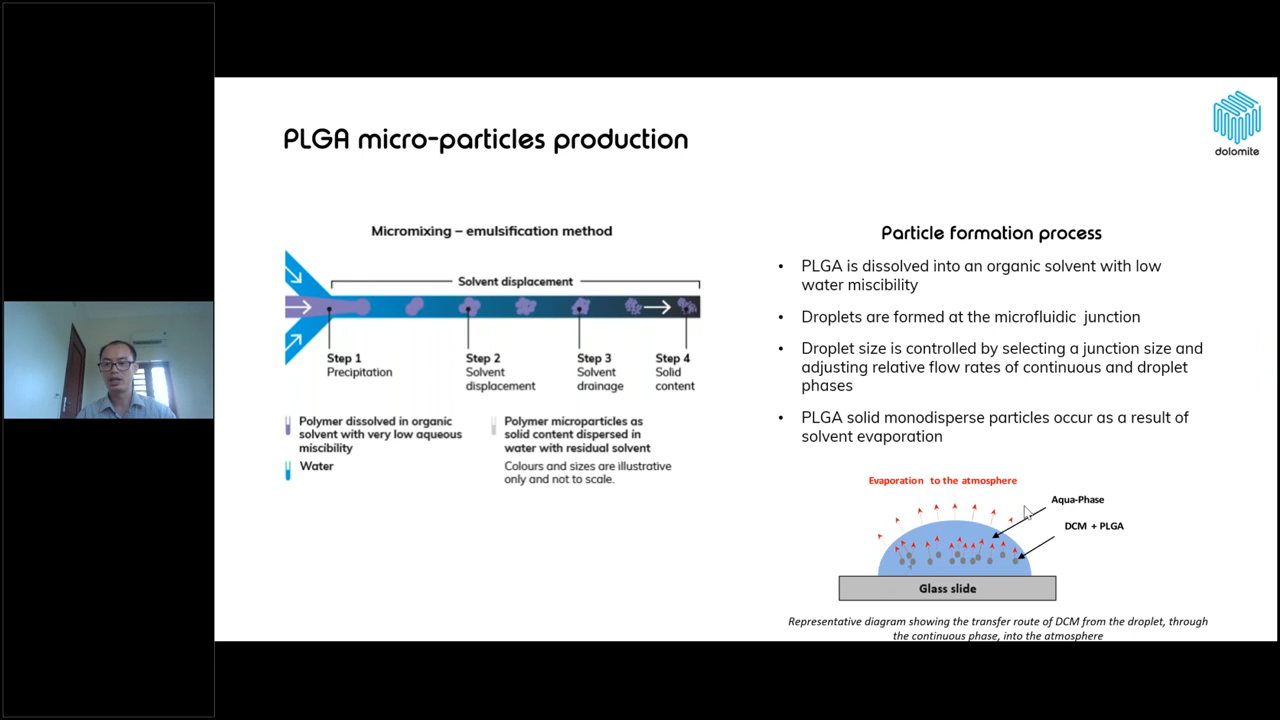 PLGA micro-particles production
dolomite
Micromixing – emulsification method
Solvent displacement
Step 1
Precipitation
Step 2
Solvent
displacement
Step 3
Solvent
drainage
Step 4
Solid
content
Polymer dissolved in organic
solvent with very low aqueous
miscibility
Water
Polymer microparticles as
solid content dispersed in
water with residual solvent
Colours and sizes are illustrative
only and not to scale.
Particle formation process
• PLGA is dissolved into an organic solvent with low
water miscibility
• Droplets are formed at the microfluidic junction
• Droplet size is controlled by selecting a junction size and
adjusting relative flow rates of continuous and droplet
phases
• PLGA solid monodisperse particles occur as a result of
solvent evaporation
Evaporation to the atmosphere
Aqua-Phase
DCM + PLGA
Glass slide
Representative diagram showing the transfer route of DCM from the droplet, through
the continuous phase, into the atmosphere